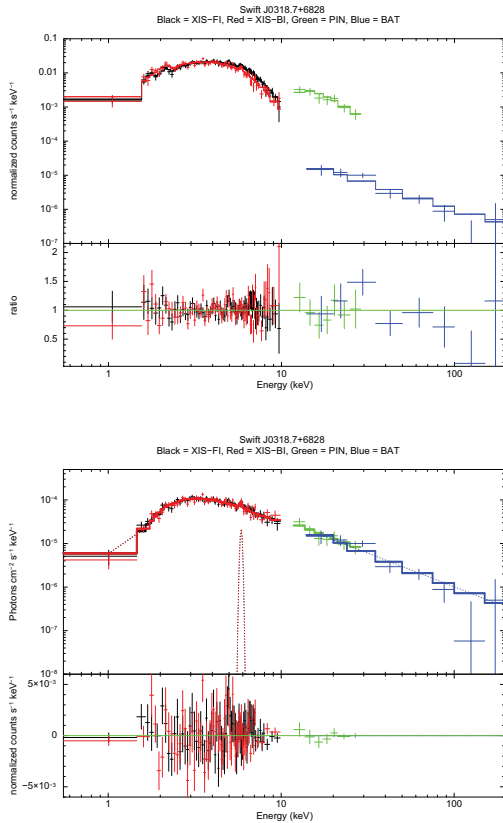 Swift J0318.7+6828
Black = XIS−FI, Red = XIS−BI, Green = PIN, Blue = BAT
normalized counts s⁻¹ keV⁻¹
0.1
0.01
10⁻³
10⁻⁴
10⁻⁵
10⁻⁶
10⁻⁷
ratio
2
1.5
1
0.5
1
10
100
Energy (keV)
Swift J0318.7+6828
Black = XIS−FI, Red = XIS−BI, Green = PIN, Blue = BAT
Photons cm⁻² s⁻¹ keV⁻¹
10⁻⁴
10⁻⁵
10⁻⁶
10⁻⁷
10⁻⁸
normalized counts s⁻¹ keV⁻¹
5×10⁻³
0
−5×10⁻³
1
10
100
Energy (keV)